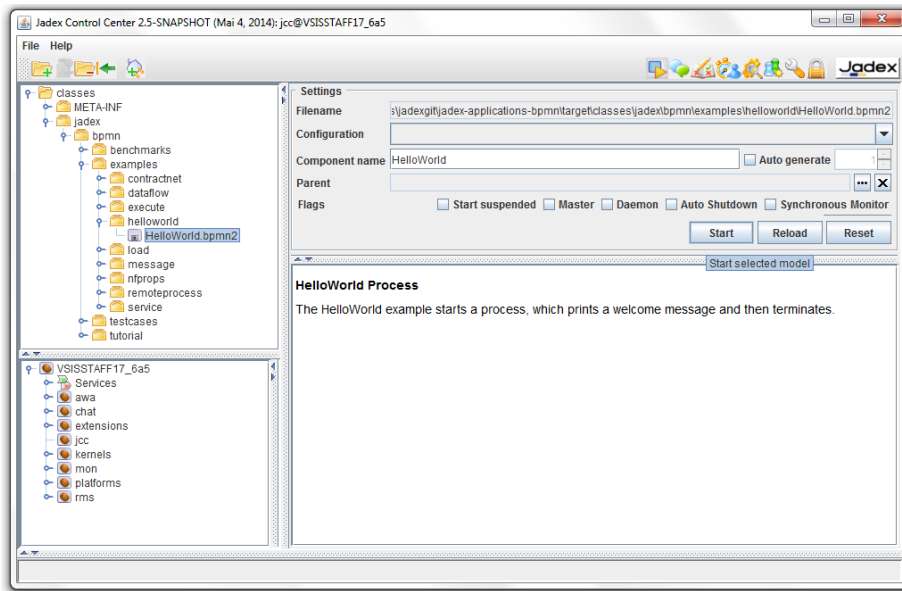 Jadex Control Center 2.5-SNAPSHOT (Mai 4, 2014): jcc@VSISSTAFF17_6a5
File Help
Jadex
classes
META-INF
jadex
bpmn
benchmarks
examples
contractnet
dataflow
execute
helloworld
HelloWorld.bpmn2
load
message
nfprops
remoteprocess
service
testcases
tutorial
VSISSTAFF17_6a5
Services
awa
chat
extensions
jcc
kernels
mon
platforms
rms
Settings
Filename s\jadexgit\jadex-applications-bpmn\target\classes\jadex\bpmn\examples\helloworld\HelloWorld.bpmn2
Configuration
Component name HelloWorld Auto generate 1
Parent ...
Flags Start suspended Master Daemon Auto Shutdown Synchronous Monitor
Start Reload Reset
Start selected model
HelloWorld Process
The HelloWorld example starts a process, which prints a welcome message and then terminates.